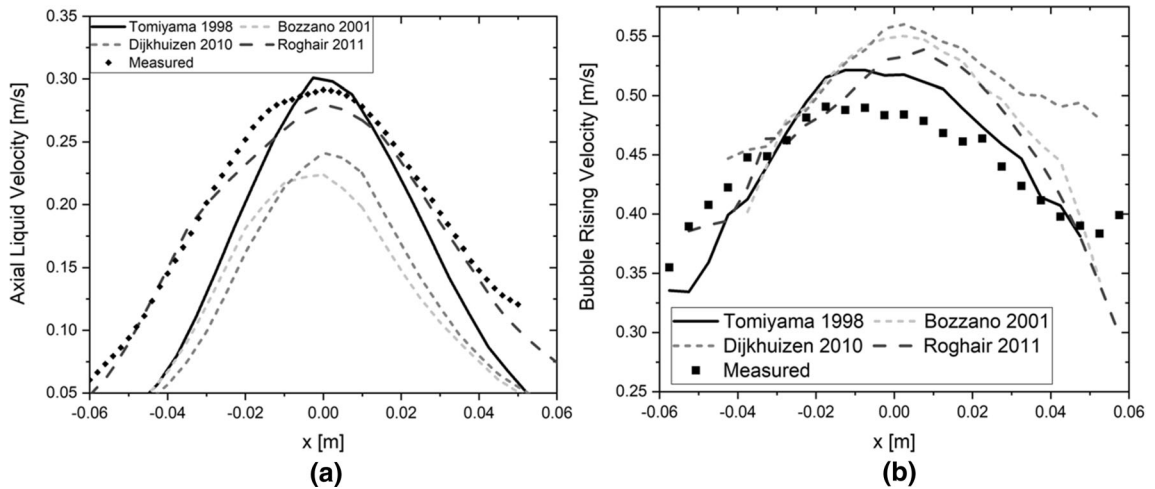 0.35
0.30
0.25
0.20
0.15
0.10
0.05
Axial Liquid Velocity [m/s]
Tomiyama 1998 Bozzano 2001
Dijkhuizen 2010 Roghair 2011
Measured
-0.06 -0.04 -0.02 0.00 0.02 0.04 0.06
x [m]
(a)
0.55
0.50
0.45
0.40
0.35
0.30
0.25
Bubble Rising Velocity [m/s]
Tomiyama 1998 Bozzano 2001
Dijkhuizen 2010 Roghair 2011
Measured
-0.06 -0.04 -0.02 0.00 0.02 0.04 0.06
x [m]
(b)